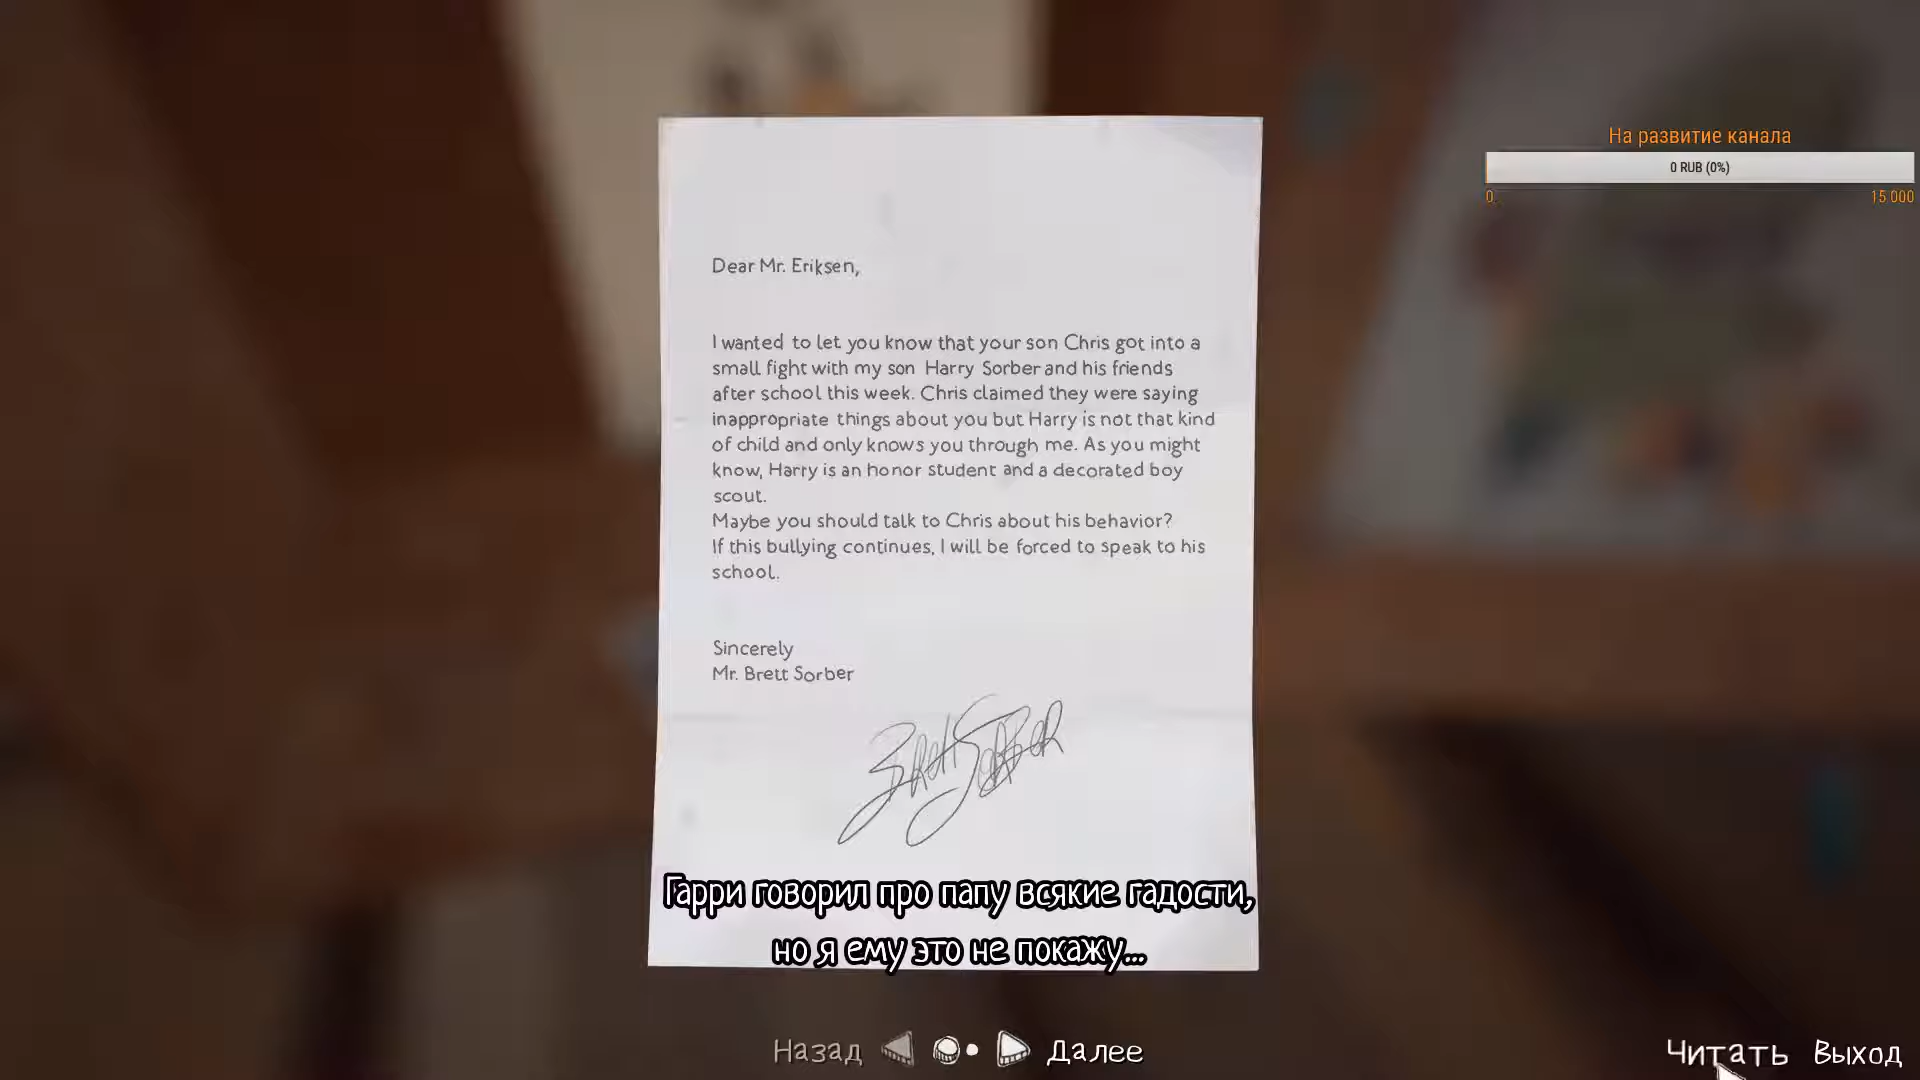 На развитие канала
0 RUB (0%)
0 15 000
Dear Mr. Eriksen,
I wanted to let you know that your son Chris got into a
small fight with my son Harry Sorber and his friends
after school this week. Chris claimed they were saying
inappropriate things about you but Harry is not that kind
of child and only knows you through me. As you might
know, Harry is an honor student and a decorated boy
scout.
Maybe you should talk to Chris about his behavior?
If this bullying continues, I will be forced to speak to his
school.
Sincerely
Mr. Brett Sorber
Brett Sorber
Гарри говорил про папу всякие гадости,
но я ему это не покажу...
Назад Далее
Читать Выход